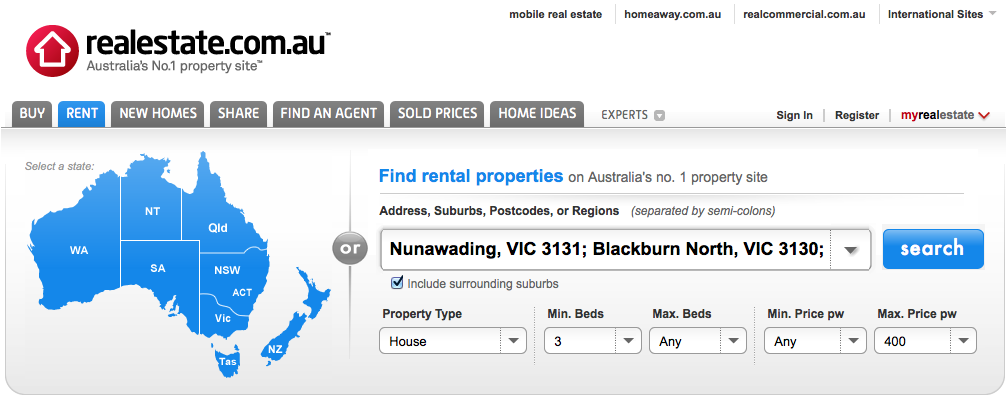 mobile real estate homeaway.com.au realcommercial.com.au International Sites
realestate.com.au™
Australia's No.1 property site™
BUY RENT NEW HOMES SHARE FIND AN AGENT SOLD PRICES HOME IDEAS EXPERTS Sign In Register myrealestate
Select a state:
WA
NT
SA
Qld
NSW
ACT
Vic
Tas
NZ
or
Find rental properties on Australia's no. 1 property site
Address, Suburbs, Postcodes, or Regions (separated by semi-colons)
Nunawading, VIC 3131; Blackburn North, VIC 3130; search
Include surrounding suburbs
Property Type Min. Beds Max. Beds Min. Price pw Max. Price pw
House 3 Any Any 400